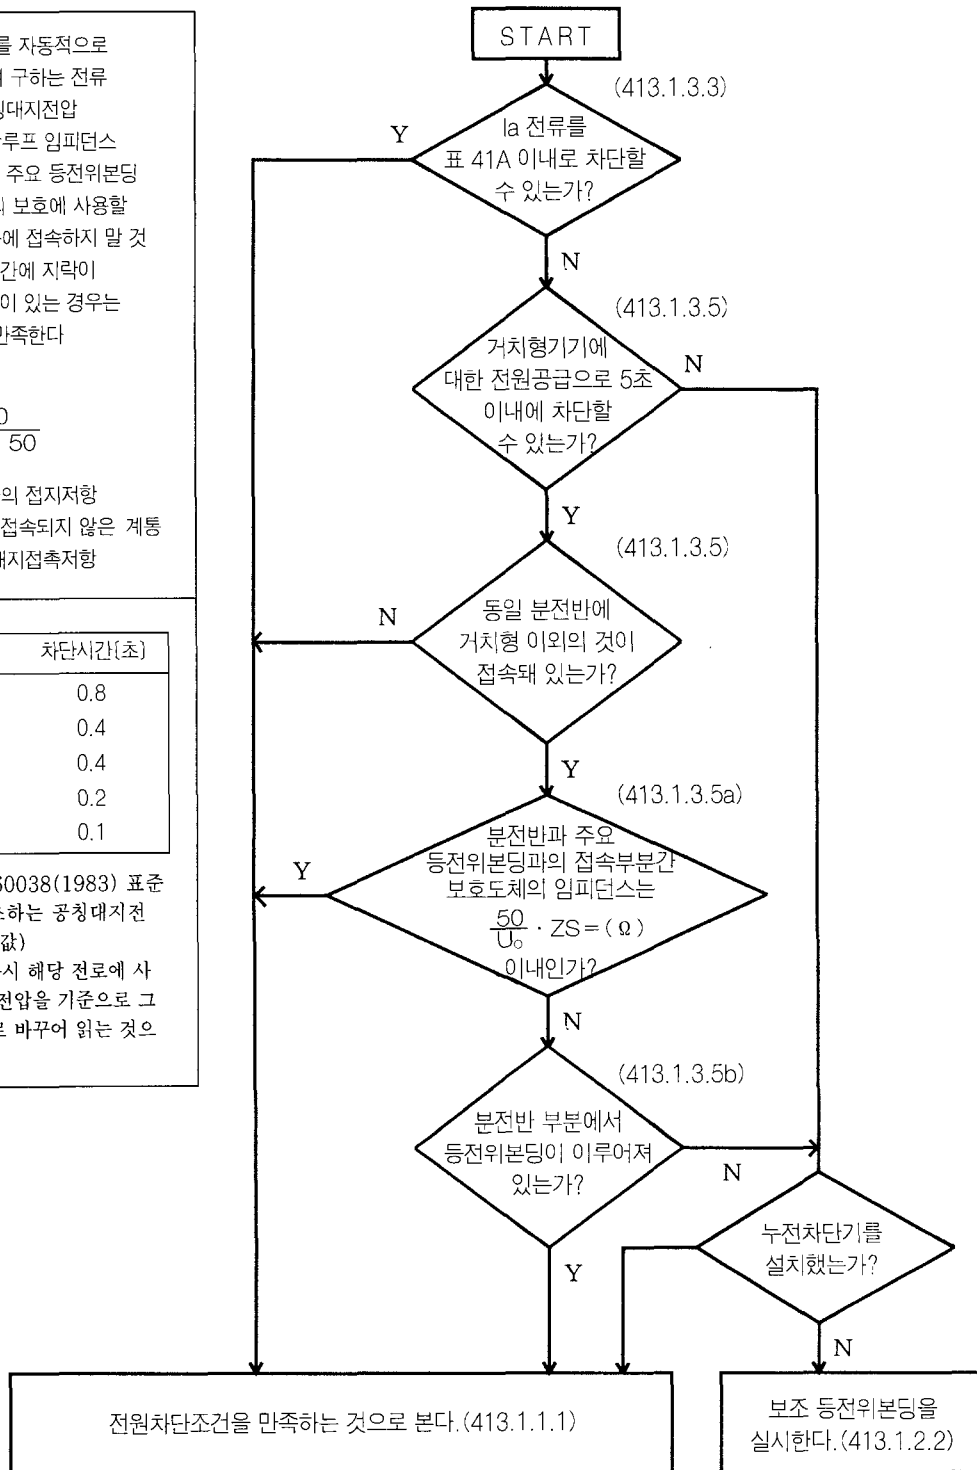 를 자동적으로
구하는 전류
칭대지전압
루프 임피던스
주요 등전위본딩
보호에 사용할
에 접속하지 말 것
간에 지락이
이 있는 경우는
만족한다
0
50
의 접지저항
접속되지 않은 계통
대지접촉저항
차단시간[초]
0.8
0.4
0.4
0.2
0.1
60038(1983) 표준
하는 공칭대지전
값)
시 해당 전로에 사
전압을 기준으로 그
로 바꾸어 읽는 것으
START
(413.1.3.3)
Ia 전류를
표 41A 이내로 차단할
수 있는가?
Y
N
(413.1.3.5)
거치형기기에
대한 전원공급으로 5초
이내에 차단할
수 있는가?
N
Y
(413.1.3.5)
동일 분전반에
거치형 이외의 것이
접속돼 있는가?
N
Y
(413.1.3.5a)
분전반과 주요
등전위본딩과의 접속부분간
보호도체의 임피던스는
50/U₀ · ZS=(Ω)
이내인가?
Y
N
(413.1.3.5b)
분전반 부분에서
등전위본딩이 이루어져
있는가?
N
Y
누전차단기를
설치했는가?
N
전원차단조건을 만족하는 것으로 본다.(413.1.1.1)
보조 등전위본딩을
실시한다.(413.1.2.2)